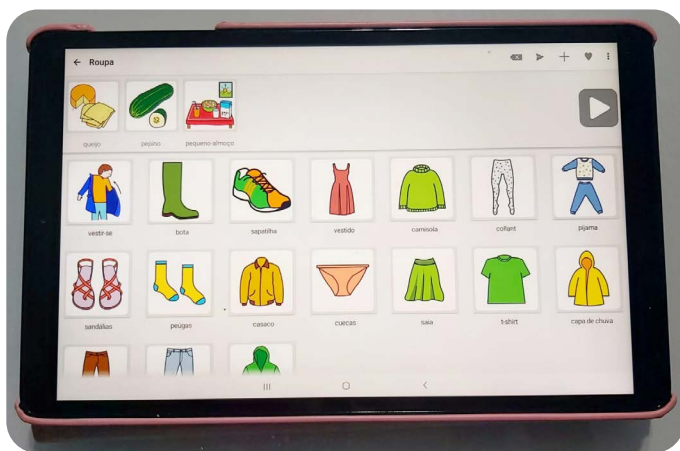 Roupa
queijo pepino pequeno-almoço
vestir-se bota sapatilha vestido camisola collant pijama
sandálias peúgas casaco cuecas saia t-shirt capa de chuva